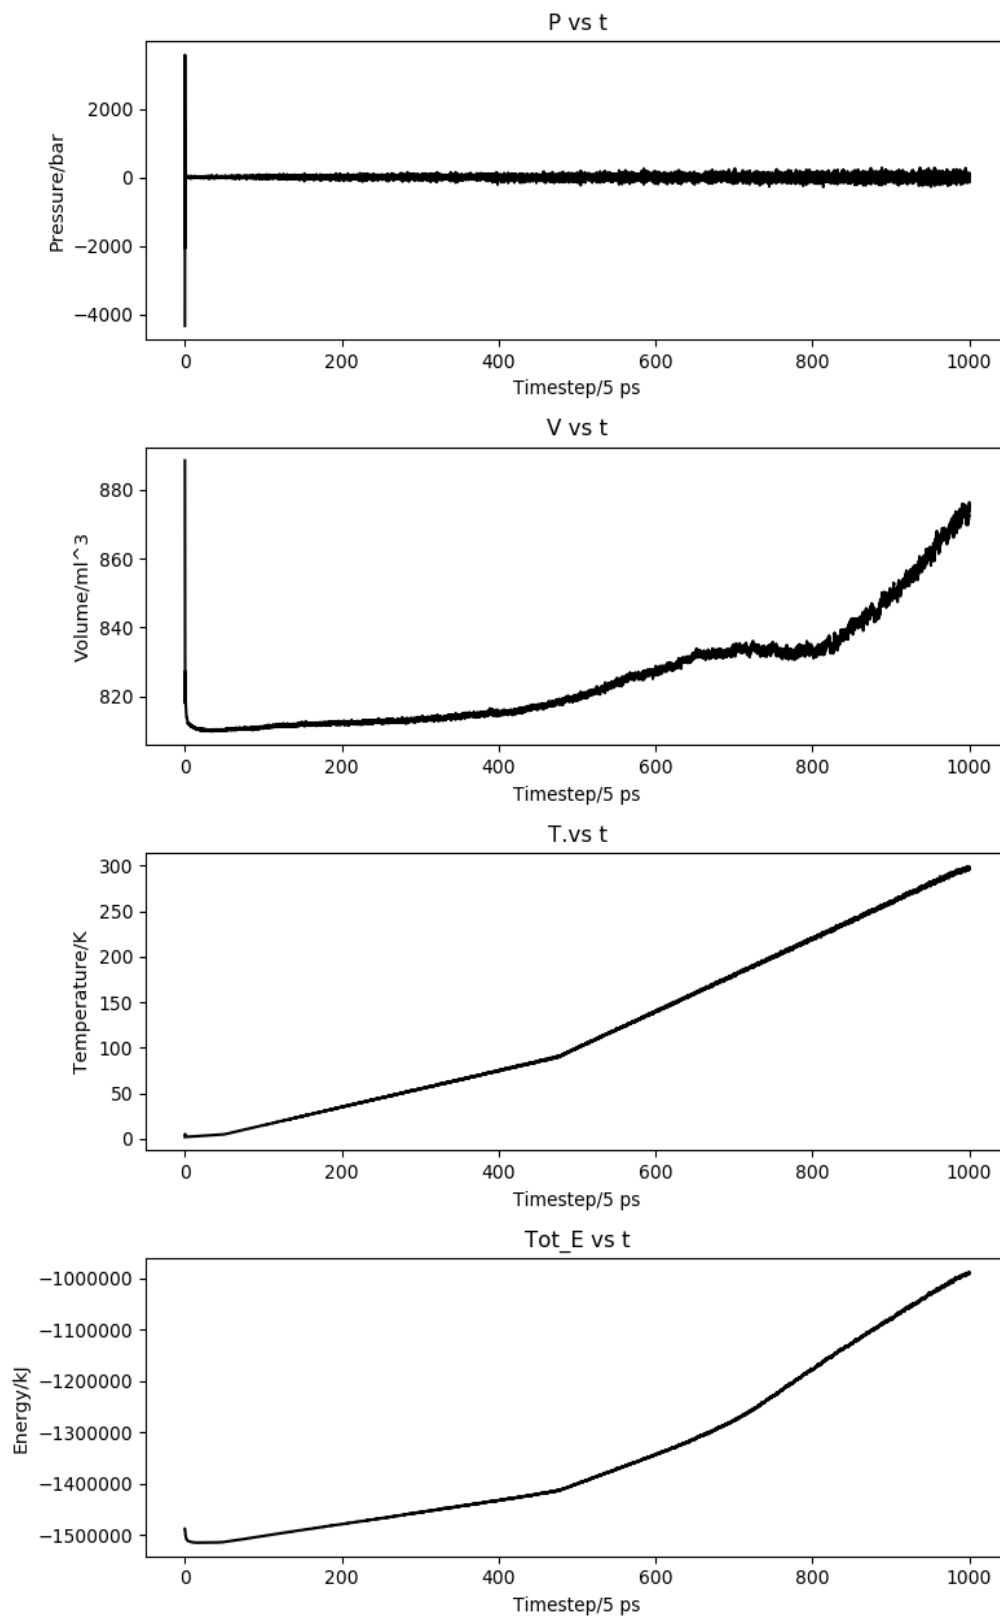 P vs t
2000
0
−2000
−4000
Pressure/bar
0 200 400 600 800 1000
Timestep/5 ps
V vs t
880
860
840
820
Volume/ml^3
0 200 400 600 800 1000
Timestep/5 ps
T.vs t
300
250
200
150
100
50
0
Temperature/K
0 200 400 600 800 1000
Timestep/5 ps
Tot_E vs t
−1000000
−1100000
−1200000
−1300000
−1400000
−1500000
Energy/kJ
0 200 400 600 800 1000
Timestep/5 ps